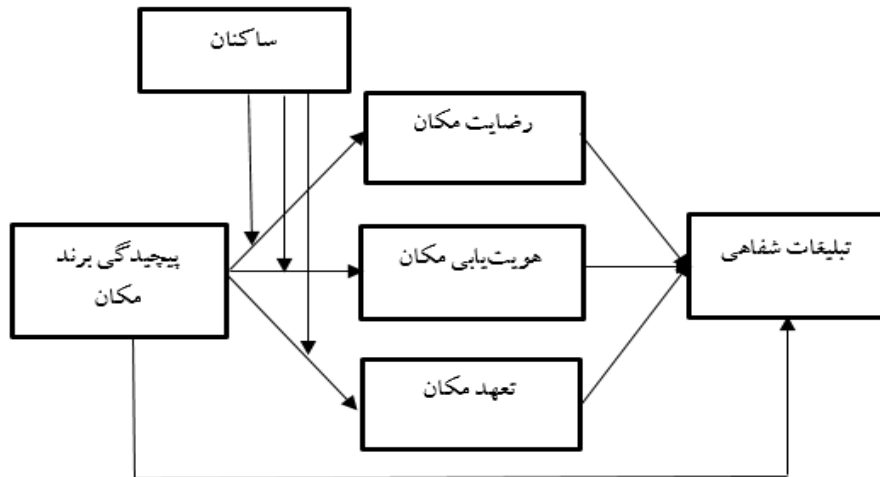 ساکنان
رضایت مکان
پیچیدگی برند
مکان
هویت‌یابی مکان
تبلیغات شفاهی
تعهد مکان